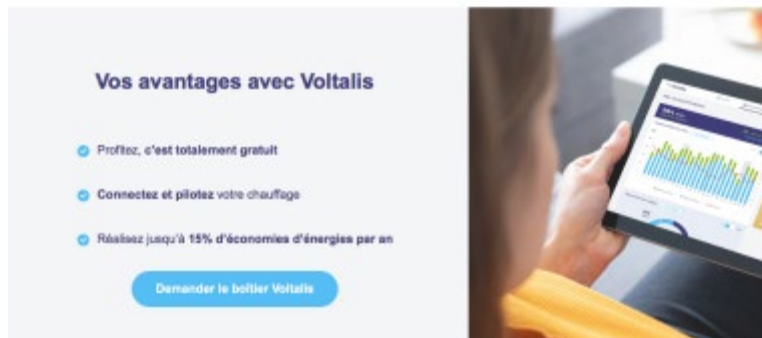 Vos avantages avec Voltalis
Profitez, c'est totalement gratuit
Connectez et pilotez votre chauffage
Réalisez jusqu'à 15% d'économies d'énergies par an
Demander le boîtier Voltalis